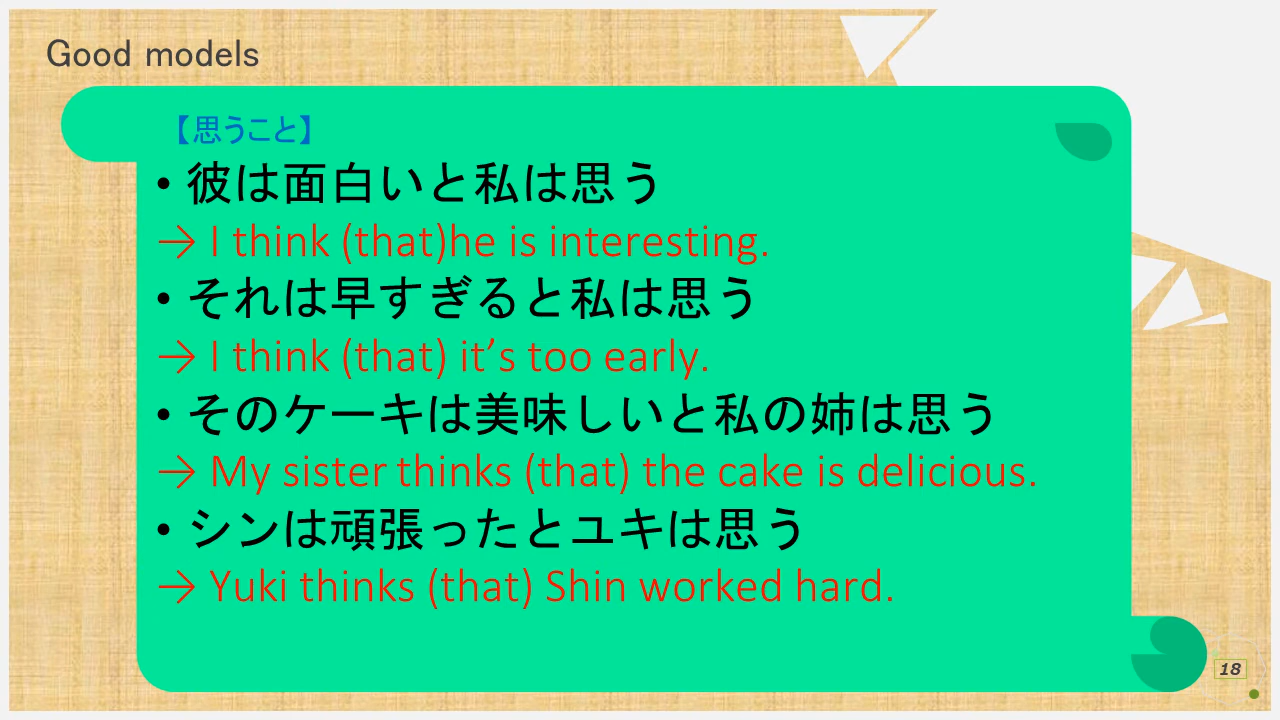 Good models
【思うこと】
• 彼は面白いと私は思う
→ I think (that)he is interesting.
• それは早すぎると私は思う
→ I think (that) it’s too early.
• そのケーキは美味しいと私の姉は思う
→ My sister thinks (that) the cake is delicious.
• シンは頑張ったとユキは思う
→ Yuki thinks (that) Shin worked hard.
18